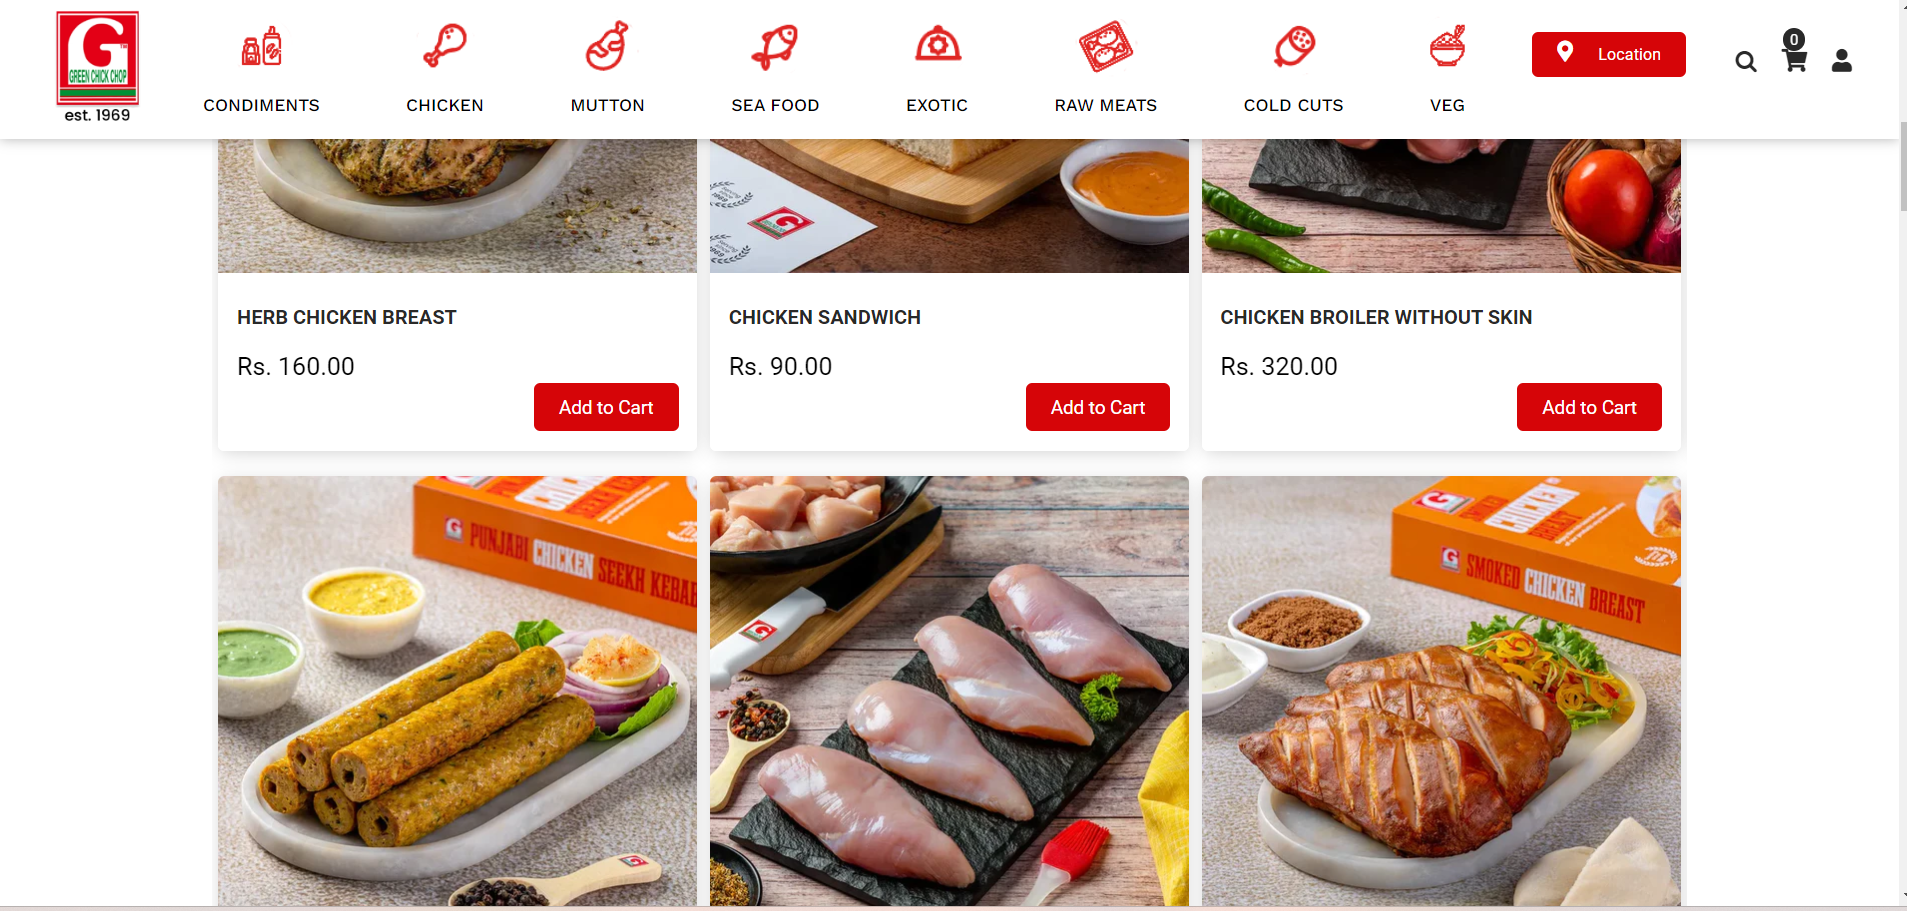 G
GREEN CHICK CHOP
est. 1969
CONDIMENTS
CHICKEN
MUTTON
SEA FOOD
EXOTIC
RAW MEATS
COLD CUTS
VEG
Location
0
G
HERB CHICKEN BREAST
Rs. 160.00
Add to Cart
CHICKEN SANDWICH
Rs. 90.00
Add to Cart
CHICKEN BROILER WITHOUT SKIN
Rs. 320.00
Add to Cart
G PUNJABI CHICKEN SEEKH KEBAB
G
CHICKEN
BREAST
G SMOKED CHICKEN BREAST